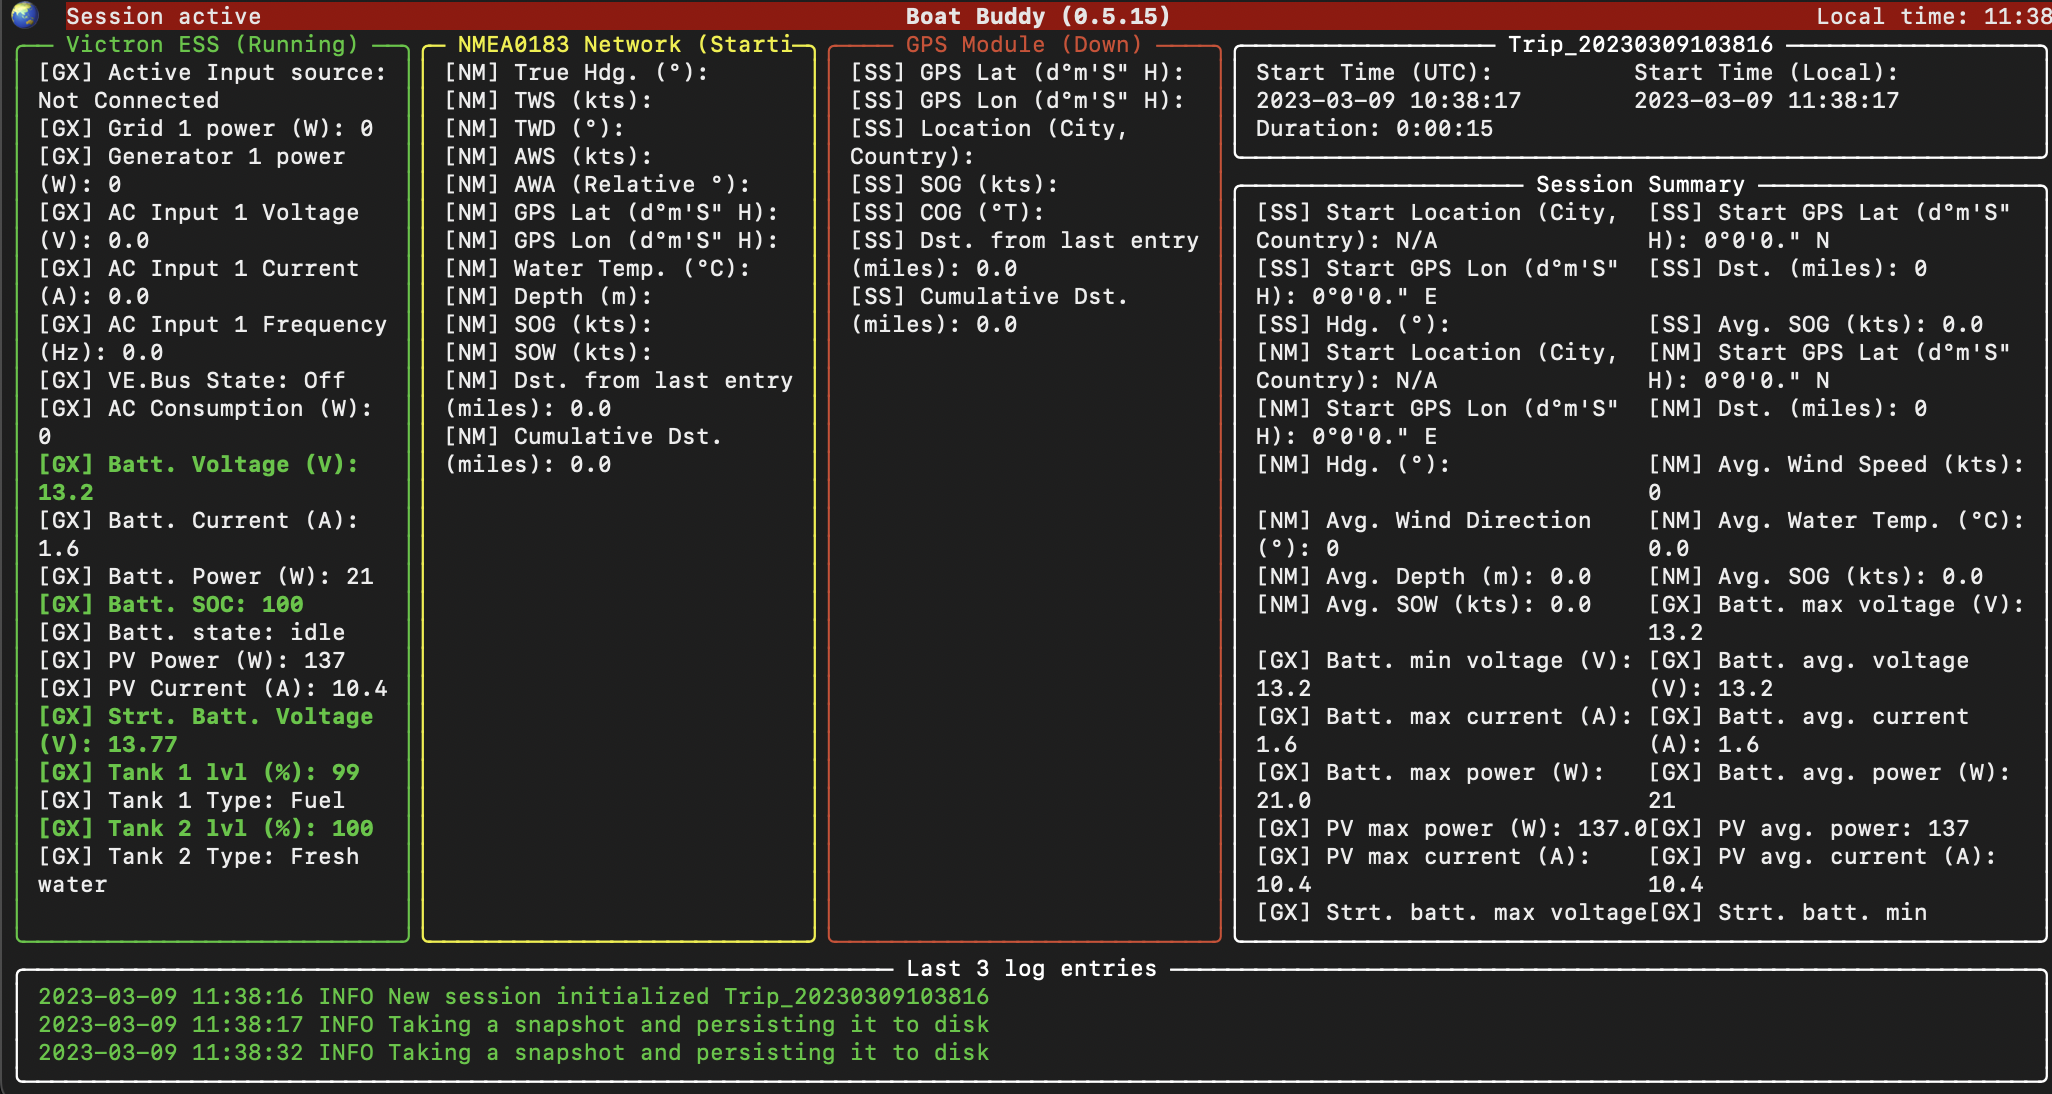 Session active
Boat Buddy (0.5.15)
Local time: 11:38
Victron ESS (Running)
[GX] Active Input source:
Not Connected
[GX] Grid 1 power (W): 0
[GX] Generator 1 power
(W): 0
[GX] AC Input 1 Voltage
(V): 0.0
[GX] AC Input 1 Current
(A): 0.0
[GX] AC Input 1 Frequency
(Hz): 0.0
[GX] VE.Bus State: Off
[GX] AC Consumption (W):
0
[GX] Batt. Voltage (V):
13.2
[GX] Batt. Current (A):
1.6
[GX] Batt. Power (W): 21
[GX] Batt. SOC: 100
[GX] Batt. state: idle
[GX] PV Power (W): 137
[GX] PV Current (A): 10.4
[GX] Strt. Batt. Voltage
(V): 13.77
[GX] Tank 1 lvl (%): 99
[GX] Tank 1 Type: Fuel
[GX] Tank 2 lvl (%): 100
[GX] Tank 2 Type: Fresh
water
NMEA0183 Network (Starti
[NM] True Hdg. (°):
[NM] TWS (kts):
[NM] TWD (°):
[NM] AWS (kts):
[NM] AWA (Relative °):
[NM] GPS Lat (d°m'S" H):
[NM] GPS Lon (d°m'S" H):
[NM] Water Temp. (°C):
[NM] Depth (m):
[NM] SOG (kts):
[NM] SOW (kts):
[NM] Dst. from last entry
(miles): 0.0
[NM] Cumulative Dst.
(miles): 0.0
GPS Module (Down)
[SS] GPS Lat (d°m'S" H):
[SS] GPS Lon (d°m'S" H):
[SS] Location (City,
Country):
[SS] SOG (kts):
[SS] COG (°T):
[SS] Dst. from last entry
(miles): 0.0
[SS] Cumulative Dst.
(miles): 0.0
Trip_20230309103816
Start Time (UTC): Start Time (Local):
2023-03-09 10:38:17 2023-03-09 11:38:17
Duration: 0:00:15
Session Summary
[SS] Start Location (City, [SS] Start GPS Lat (d°m'S"
Country): N/A H): 0°0'0." N
[SS] Start GPS Lon (d°m'S" [SS] Dst. (miles): 0
H): 0°0'0." E
[SS] Hdg. (°): [SS] Avg. SOG (kts): 0.0
[NM] Start Location (City, [NM] Start GPS Lat (d°m'S"
Country): N/A H): 0°0'0." N
[NM] Start GPS Lon (d°m'S" [NM] Dst. (miles): 0
H): 0°0'0." E
[NM] Hdg. (°): [NM] Avg. Wind Speed (kts):
0
[NM] Avg. Wind Direction [NM] Avg. Water Temp. (°C):
(°): 0 0.0
[NM] Avg. Depth (m): 0.0 [NM] Avg. SOG (kts): 0.0
[NM] Avg. SOW (kts): 0.0 [GX] Batt. max voltage (V):
13.2
[GX] Batt. min voltage (V): [GX] Batt. avg. voltage
13.2 (V): 13.2
[GX] Batt. max current (A): [GX] Batt. avg. current
1.6 (A): 1.6
[GX] Batt. max power (W): [GX] Batt. avg. power (W):
21.0 21
[GX] PV max power (W): 137.0[GX] PV avg. power: 137
[GX] PV max current (A): [GX] PV avg. current (A):
10.4 10.4
[GX] Strt. batt. max voltage[GX] Strt. batt. min
Last 3 log entries
2023-03-09 11:38:16 INFO New session initialized Trip_20230309103816
2023-03-09 11:38:17 INFO Taking a snapshot and persisting it to disk
2023-03-09 11:38:32 INFO Taking a snapshot and persisting it to disk